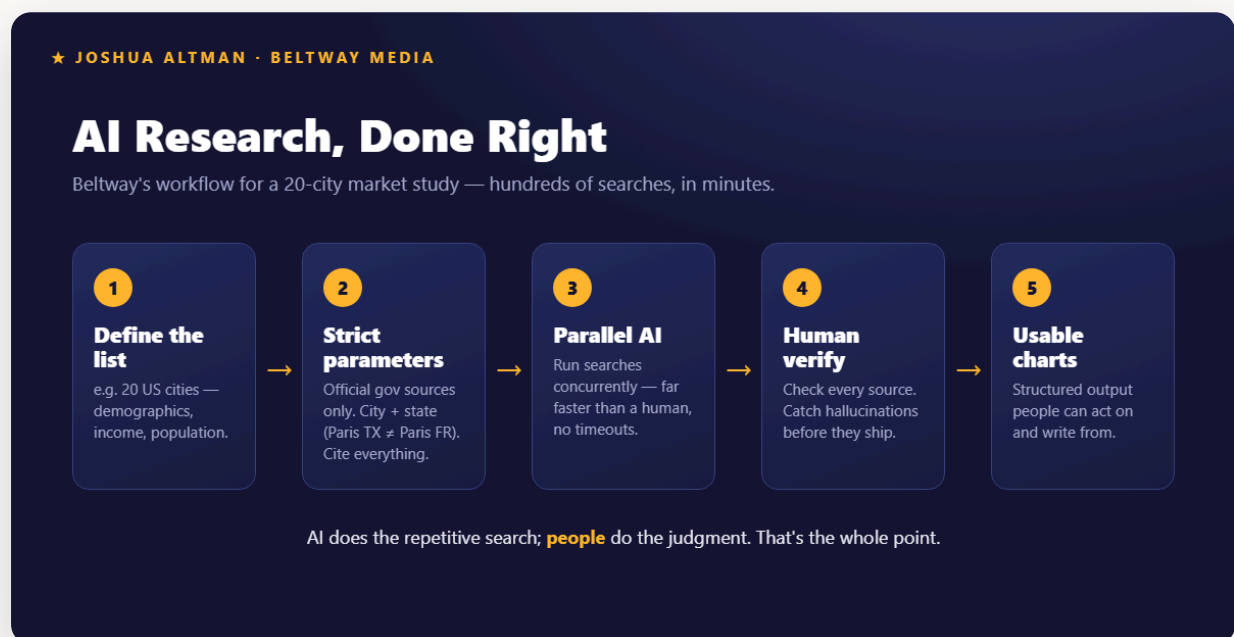 ★ JOSHUA ALTMAN · BELTWAY MEDIA
AI Research, Done Right
Beltway's workflow for a 20-city market study — hundreds of searches, in minutes.
1
Define the
list
e.g. 20 US cities —
demographics,
income, population.
→
2
Strict
parameters
Official gov sources
only. City + state
(Paris TX ≠ Paris FR).
Cite everything.
→
3
Parallel AI
Run searches
concurrently — far
faster than a human,
no timeouts.
→
4
Human
verify
Check every source.
Catch hallucinations
before they ship.
→
5
Usable
charts
Structured output
people can act on
and write from.
AI does the repetitive search; people do the judgment. That's the whole point.